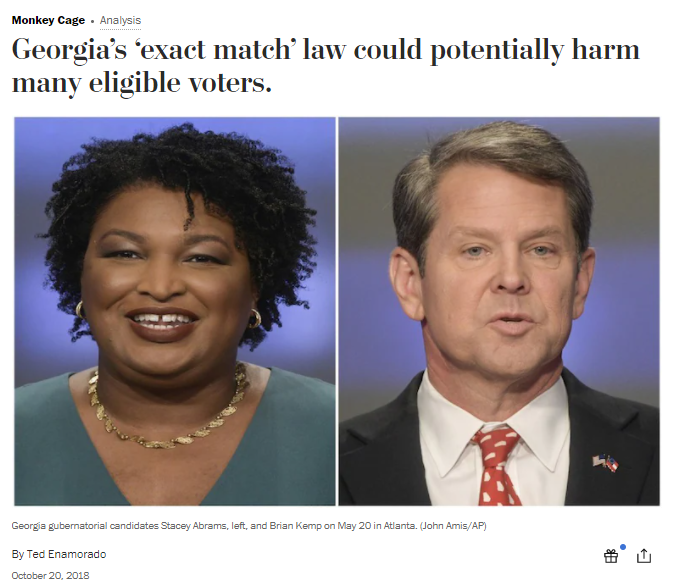 Monkey Cage • Analysis
Georgia’s ‘exact match’ law could potentially harm
many eligible voters.
Georgia gubernatorial candidates Stacey Abrams, left, and Brian Kemp on May 20 in Atlanta. (John Amis/AP)
By Ted Enamorado
October 20, 2018